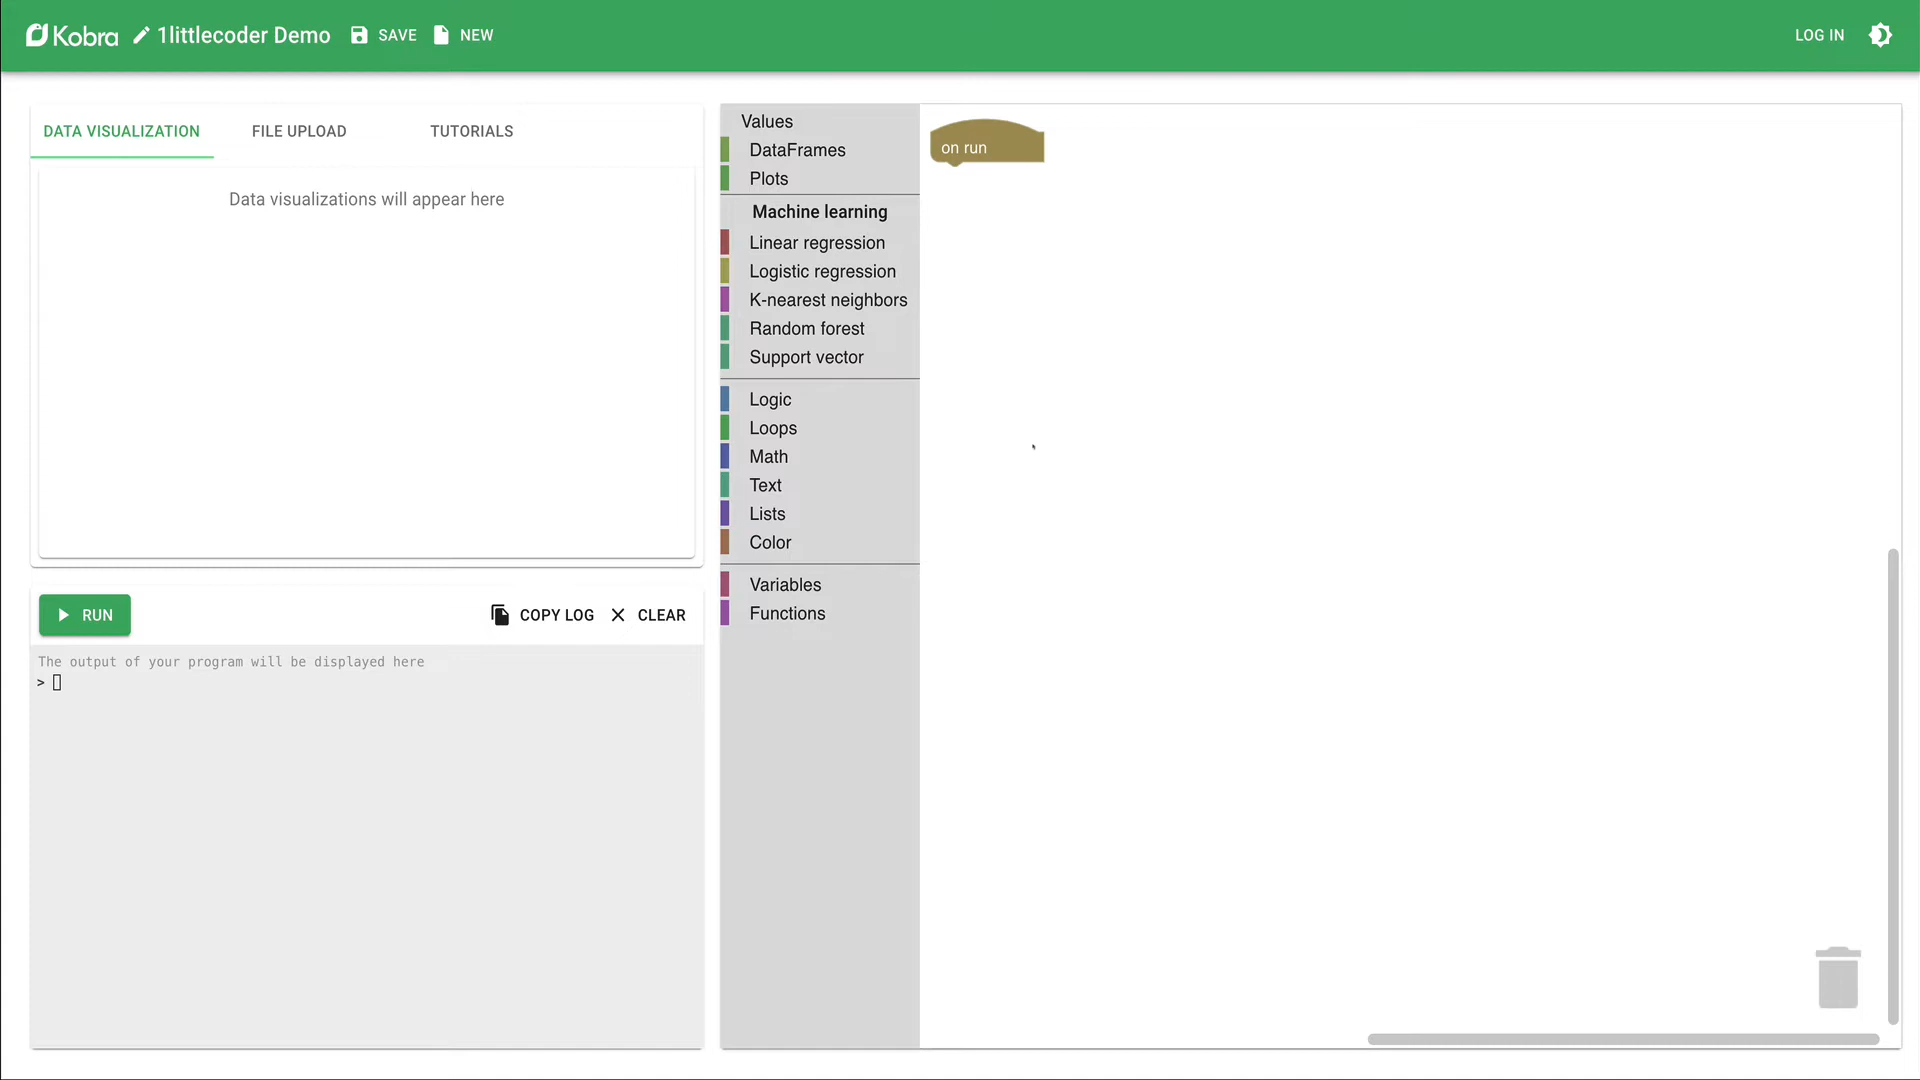 Kobra 1littlecoder Demo SAVE NEW LOG IN
DATA VISUALIZATION FILE UPLOAD TUTORIALS
Data visualizations will appear here
RUN COPY LOG CLEAR
The output of your program will be displayed here
>
Values
DataFrames
Plots
Machine learning
Linear regression
Logistic regression
K-nearest neighbors
Random forest
Support vector
Logic
Loops
Math
Text
Lists
Color
Variables
Functions
on run